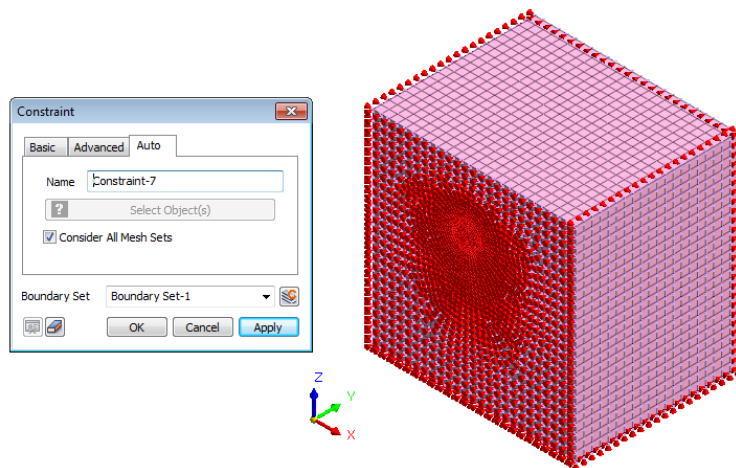 Constraint
Basic Advanced Auto
Name Constraint-7
? Select Object(s)
Consider All Mesh Sets
Boundary Set Boundary Set-1
OK Cancel Apply
Z
Y
X